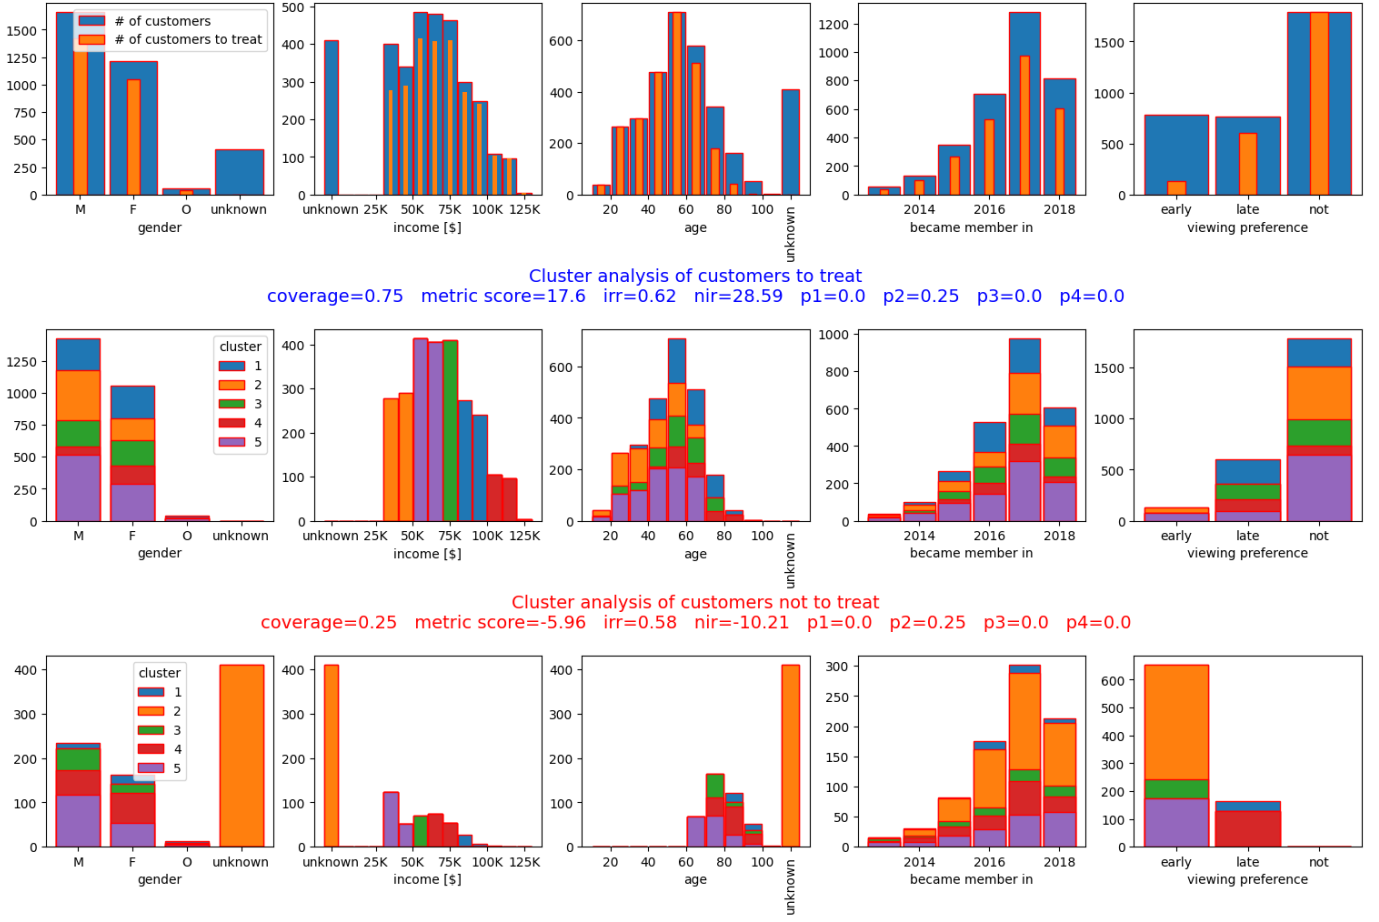 # of customers
# of customers to treat
1500
1250
1000
750
500
250
0
M F O unknown
gender
500
400
300
200
100
0
unknown 25K 50K 75K 100K 125K
income [$]
600
400
200
0
20 40 60 80 100 unknown
age
1200
1000
800
600
400
200
0
2014 2016 2018
became member in
1500
1000
500
0
early late not
viewing preference
Cluster analysis of customers to treat
coverage=0.75 metric score=17.6 irr=0.62 nir=28.59 p1=0.0 p2=0.25 p3=0.0 p4=0.0
1250
1000
750
500
250
0
cluster
1
2
3
4
5
M F O unknown
gender
400
300
200
100
0
unknown 25K 50K 75K 100K 125K
income [$]
600
400
200
0
20 40 60 80 100 unknown
age
1000
800
600
400
200
0
2014 2016 2018
became member in
1500
1000
500
0
early late not
viewing preference
Cluster analysis of customers not to treat
coverage=0.25 metric score=-5.96 irr=0.58 nir=-10.21 p1=0.0 p2=0.25 p3=0.0 p4=0.0
400
300
200
100
0
cluster
1
2
3
4
5
M F O unknown
gender
400
300
200
100
0
unknown 25K 50K 75K 100K 125K
income [$]
400
300
200
100
0
20 40 60 80 100 unknown
age
300
250
200
150
100
50
0
2014 2016 2018
became member in
600
500
400
300
200
100
0
early late not
viewing preference